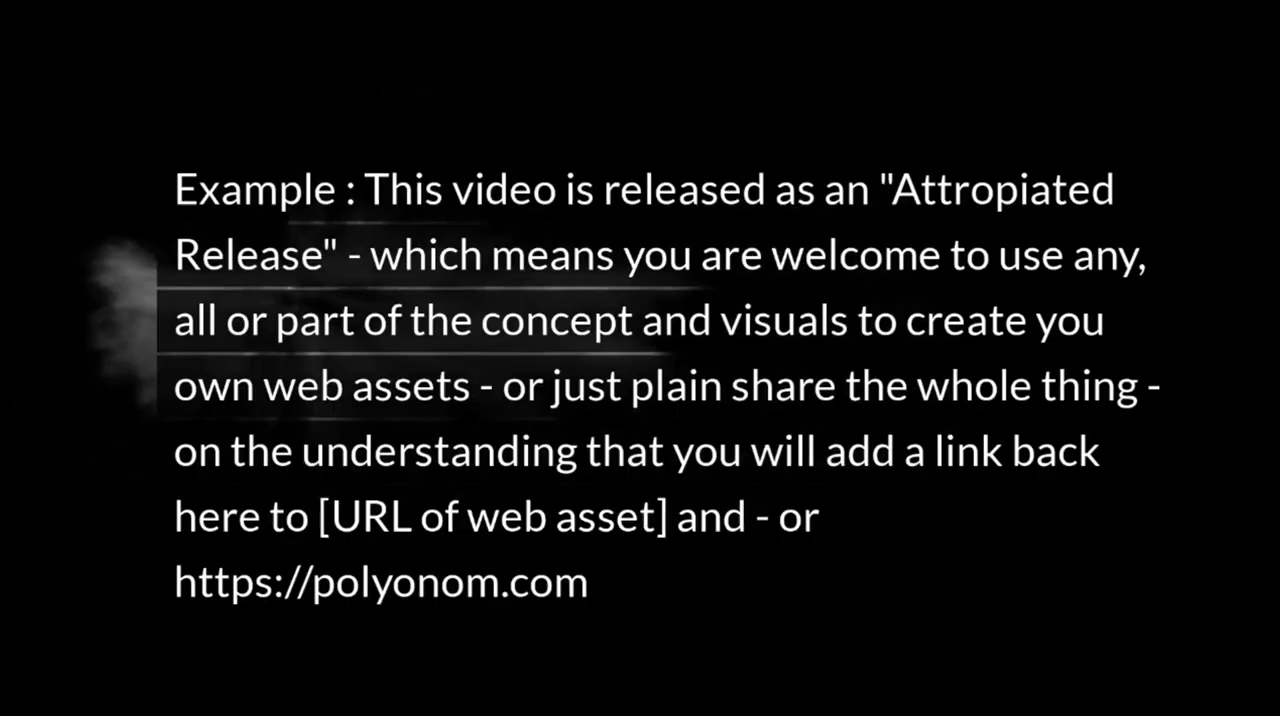 Example : This video is released as an "Attropiated
Release" - which means you are welcome to use any,
all or part of the concept and visuals to create you
own web assets - or just plain share the whole thing -
on the understanding that you will add a link back
here to [URL of web asset] and - or
https://polyonom.com